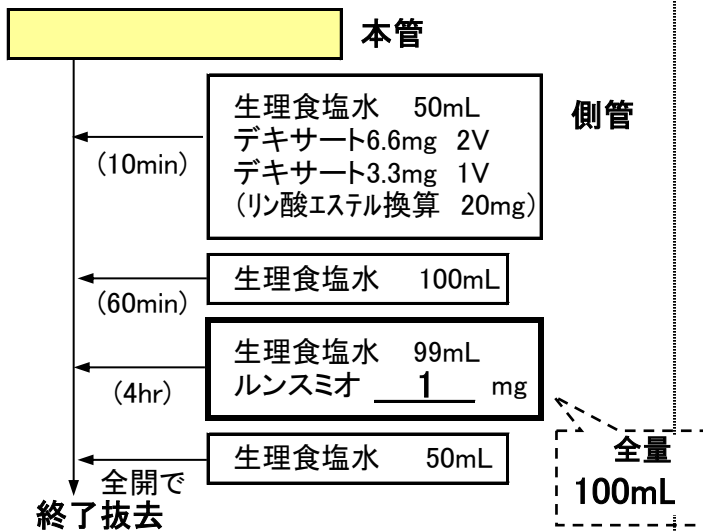 本管
側管
生理食塩水 50mL
デキサート6.6mg 2V
デキサート3.3mg 1V
(リン酸エステル換算 20mg)
(10min)
生理食塩水 100mL
(60min)
生理食塩水 99mL
ルンスミオ 1 mg
(4hr)
生理食塩水 50mL
全開で
終了抜去
全量
100mL